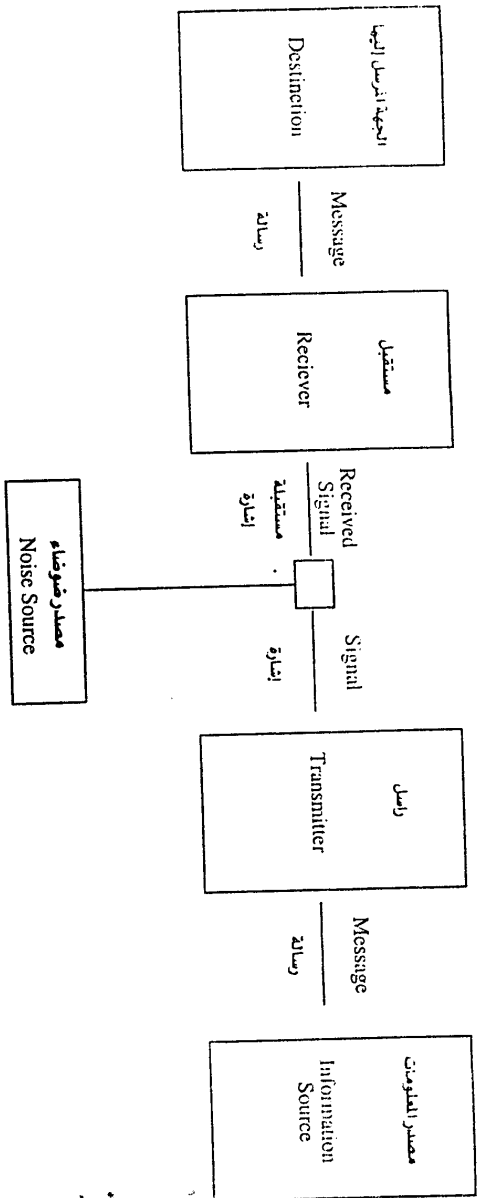 الجهة المرسل إليها
Destinction
Message
رسالة
مستقبل
Reciever
Received
Signal
مستقبلة
إشارة
مصدر ضوضاء
Noise Source
Signal
إشارة
راسل
Transmitter
Message
رسالة
مصدر المعلومات
Information
Source